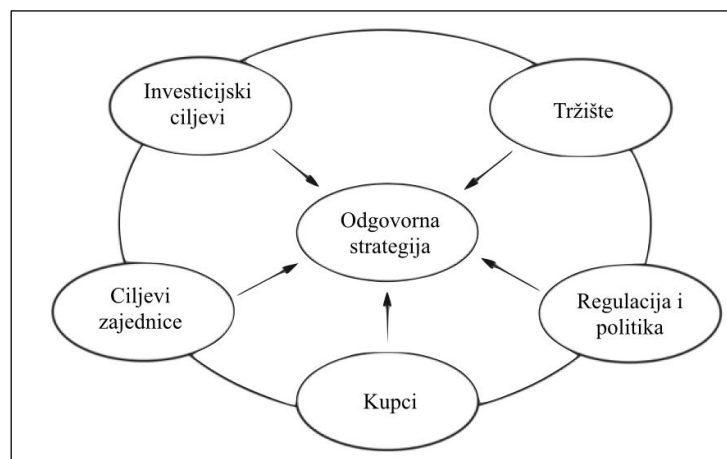 Investicijski
ciljevi
Tržište
Odgovorna
strategija
Ciljevi
zajednice
Regulacija i
politika
Kupci